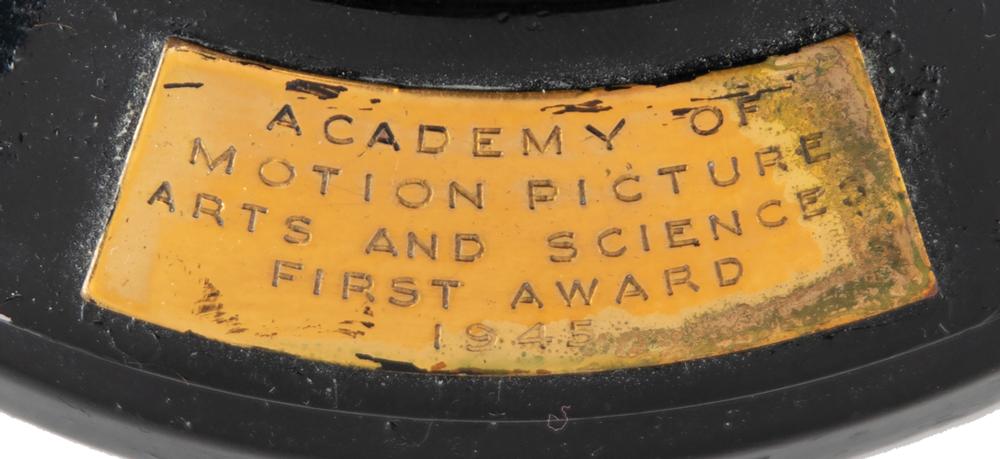 ACADEMY OF
MOTION PICTURE
ARTS AND SCIENCES
FIRST AWARD
1945